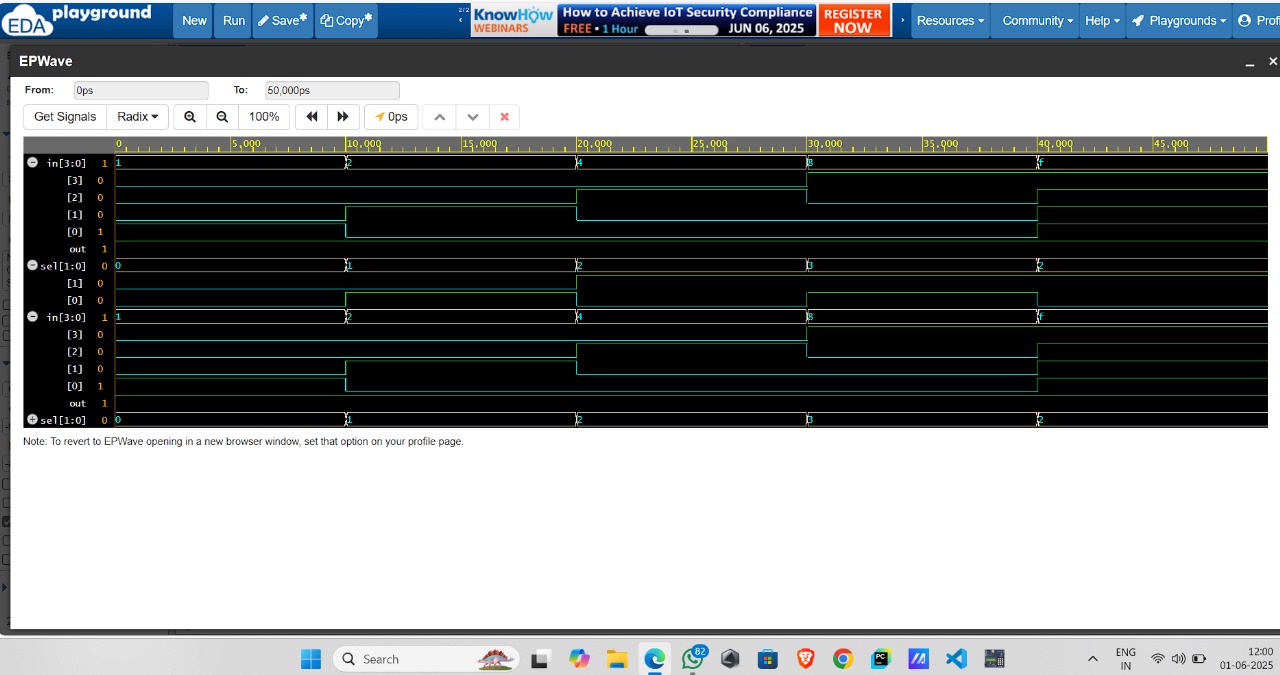 EDA playground
New Run Save* Copy*
KnowHow WEBINARS
How to Achieve IoT Security Compliance
FREE • 1 Hour JUN 06, 2025
REGISTER NOW
Resources Community Help Playgrounds Profi
EPWave
From: 0ps To: 50,000ps
Get Signals Radix 100% 0ps
0 5,000 10,000 15,000 20,000 25,000 30,000 35,000 40,000 45,000
in[3:0] 1 1 2 4 8 f
[3] 0
[2] 0
[1] 0
[0] 1
out 1
sel[1:0] 0 0 1 2 3 2
[1] 0
[0] 0
in[3:0] 1 1 2 4 8 f
[3] 0
[2] 0
[1] 0
[0] 1
out 1
sel[1:0] 0 0 1 2 3 2
Note: To revert to EPWave opening in a new browser window, set that option on your profile page.
Search
82
PC
ENG
IN
12:00
01-06-2025